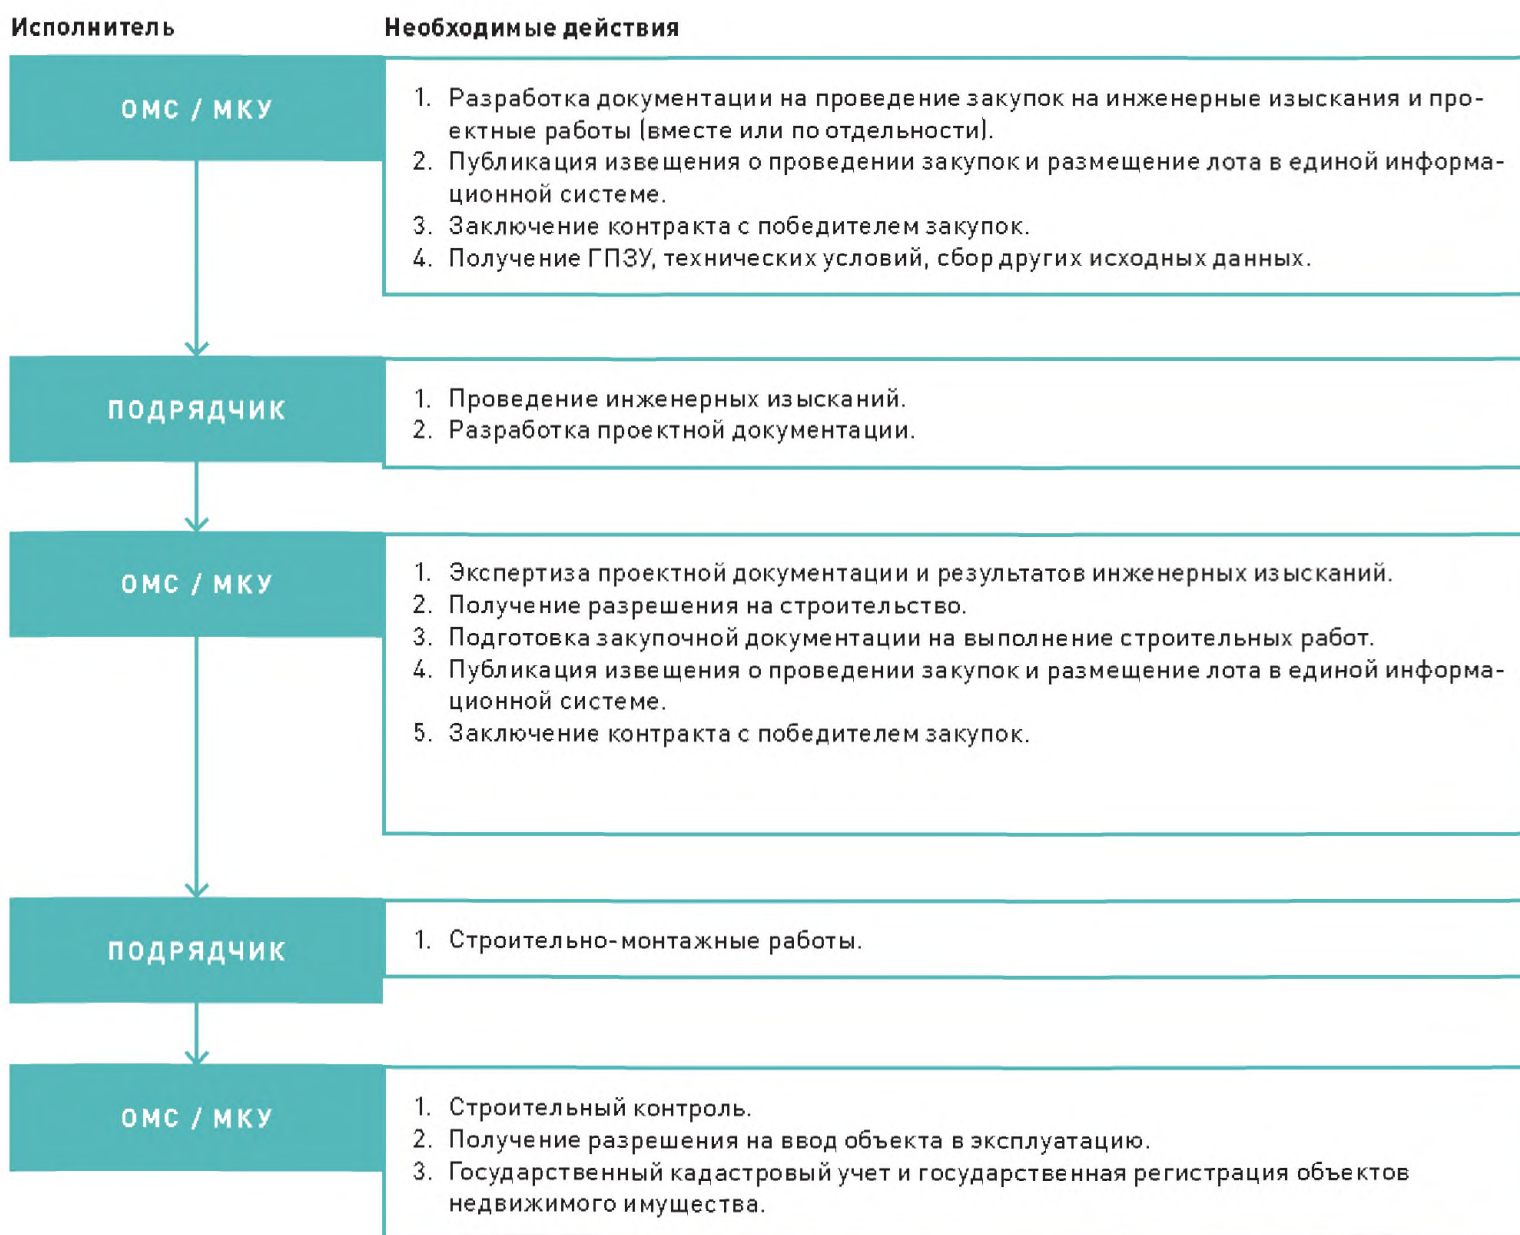 Исполнитель
Необходимые действия
ОМС / МКУ
1. Разработка документации на проведение закупок на инженерные изыскания и про-
ектные работы (вместе или по отдельности).
2. Публикация извещения о проведении закупок и размещение лота в единой информа-
ционной системе.
3. Заключение контракта с победителем закупок.
4. Получение ГПЗУ, технических условий, сбор других исходных данных.
ПОДРЯДЧИК
1. Проведение инженерных изысканий.
2. Разработка проектной документации.
ОМС / МКУ
1. Экспертиза проектной документации и результатов инженерных изысканий.
2. Получение разрешения на строительство.
3. Подготовка закупочной документации на выполнение строительных работ.
4. Публикация извещения о проведении закупок и размещение лота в единой информа-
ционной системе.
5. Заключение контракта с победителем закупок.
ПОДРЯДЧИК
1. Строительно-монтажные работы.
ОМС / МКУ
1. Строительный контроль.
2. Получение разрешения на ввод объекта в эксплуатацию.
3. Государственный кадастровый учет и государственная регистрация объектов
недвижимого имущества.